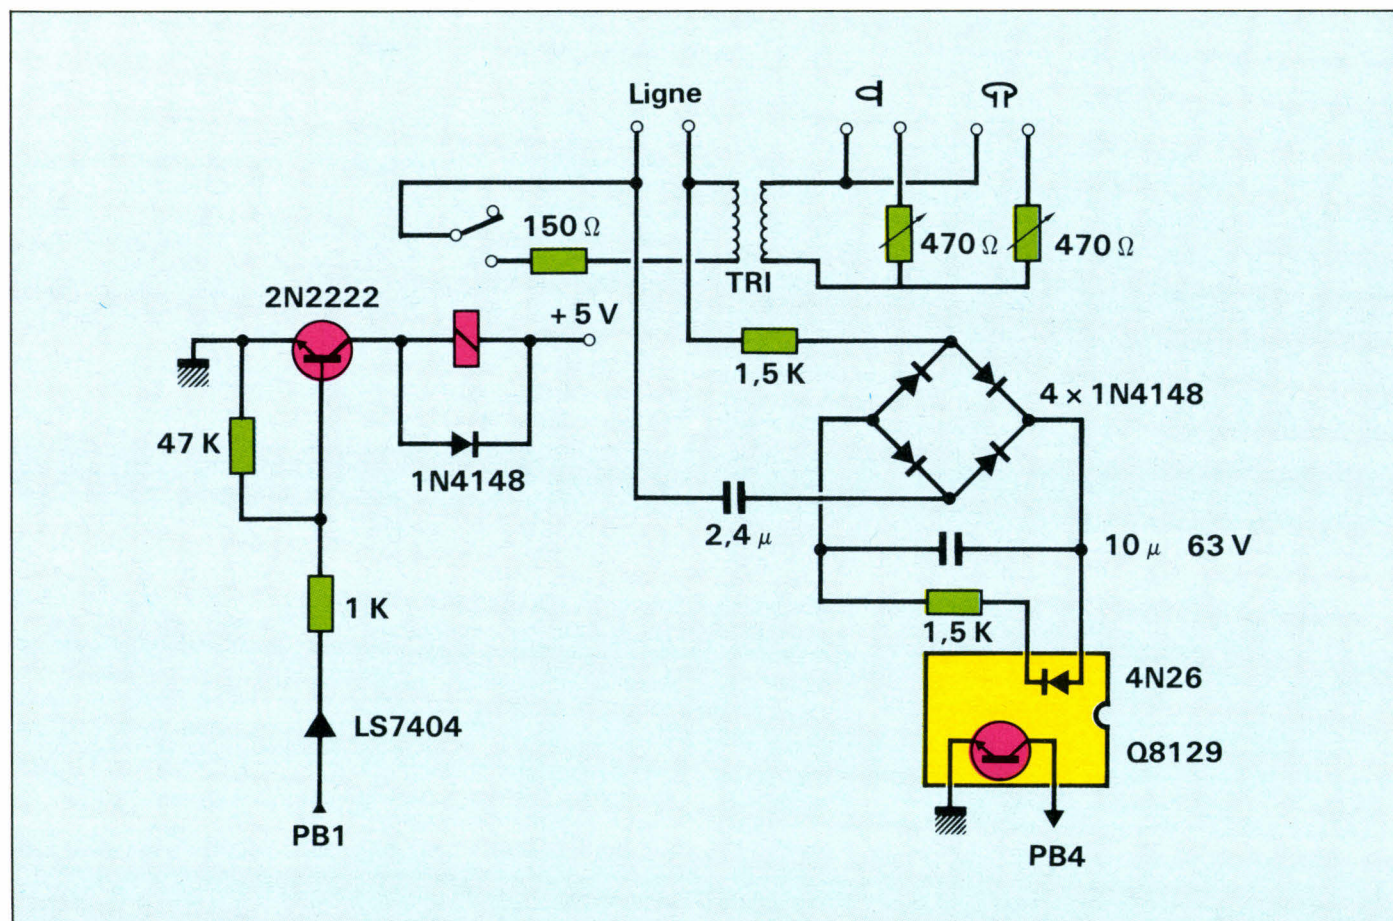 Ligne
150 Ω
470 Ω
470 Ω
TRI
2N2222
+ 5 V
1,5 K
4 × 1N4148
47 K
1N4148
2,4 μ
10 μ 63 V
1 K
1,5 K
4N26
LS7404
Q8129
PB1
PB4